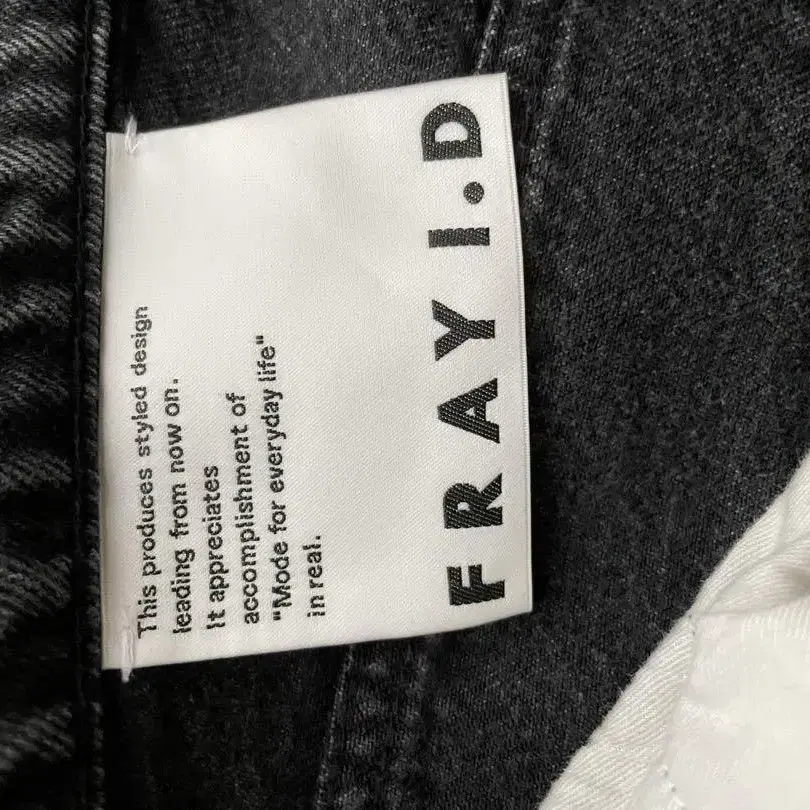 This produces styled design
leading from now on.
It appreciates
accomplishment of
"Mode for everyday life"
in real.
FRAY I.D